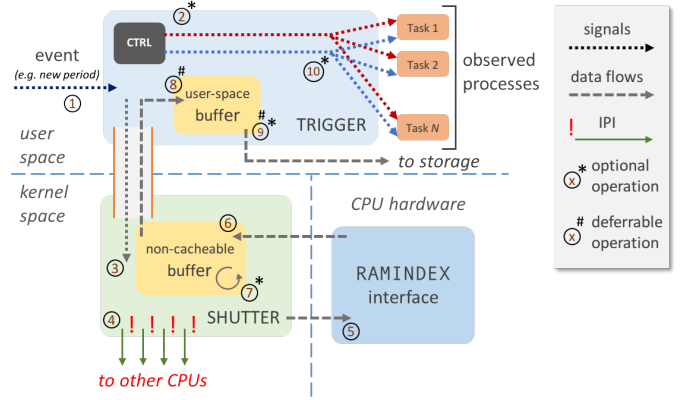 event
(e.g. new period)
1
2*
CTRL
10*
Task 1
Task 2
Task N
observed
processes
8#
user-space
buffer
9#*
TRIGGER
to storage
user
space
kernel
space
CPU hardware
3
non-cacheable
buffer
6
7*
4
! ! ! !
SHUTTER
5
RAMINDEX
interface
to other CPUs
signals
data flows
! IPI
x* optional
operation
x# deferrable
operation